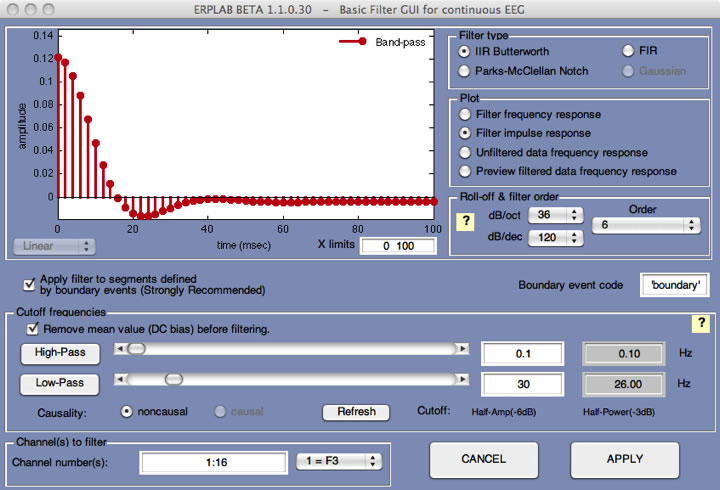 ERPLAB BETA 1.1.0.30 - Basic Filter GUI for continuous EEG
0.14
0.12
0.1
0.08
0.06
0.04
0.02
0
amplitude
Band-pass
0 20 40 60 80 100
time (msec)
Linear
X limits
0 100
Filter type
IIR Butterworth
FIR
Parks-McClellan Notch
Gaussian
Plot
Filter frequency response
Filter impulse response
Unfiltered data frequency response
Preview filtered data frequency response
Roll-off & filter order
?
dB/oct
36
dB/dec
120
Order
6
Apply filter to segments defined
by boundary events (Strongly Recommended)
Boundary event code
'boundary'
Cutoff frequencies
Remove mean value (DC bias) before filtering.
?
High-Pass
0.1
0.10
Hz
Low-Pass
30
26.00
Hz
Causality:
noncausal
causal
Refresh
Cutoff:
Half-Amp(-6dB)
Half-Power(-3dB)
Channel(s) to filter
Channel number(s):
1:16
1 = F3
CANCEL
APPLY